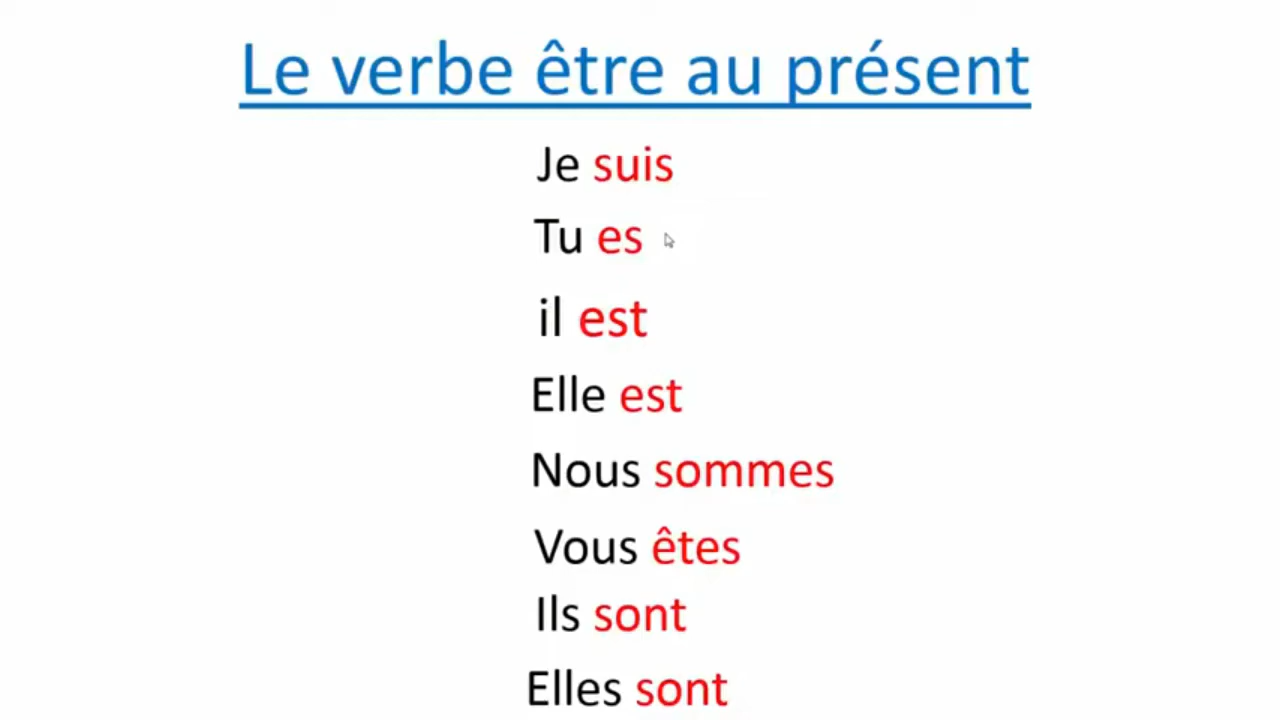 Le verbe être au présent
Je suis
Tu es
il est
Elle est
Nous sommes
Vous êtes
Ils sont
Elles sont